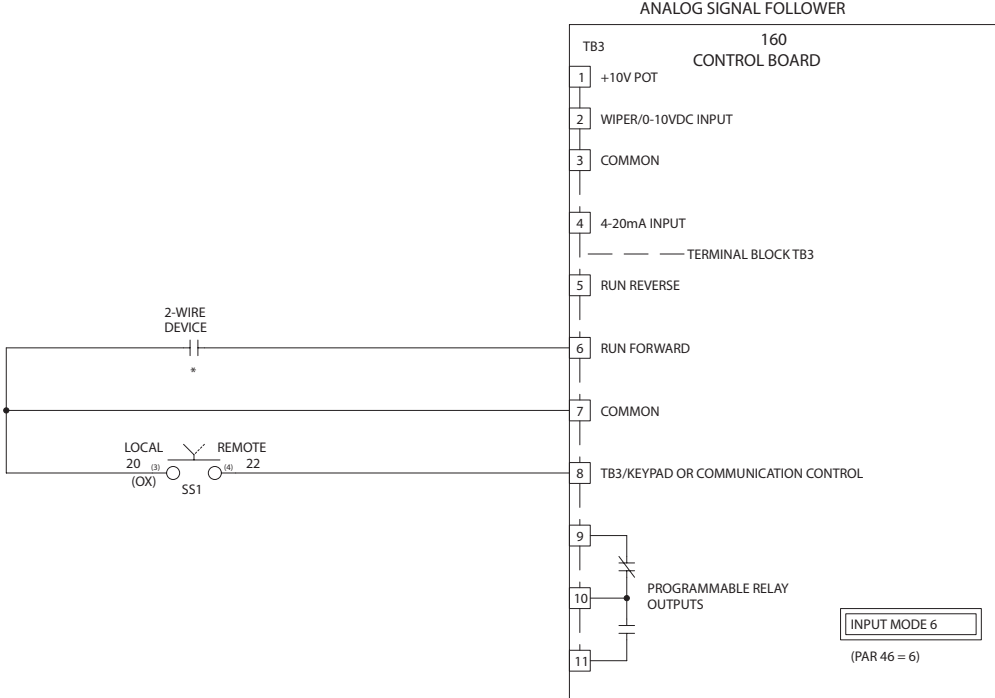 ANALOG SIGNAL FOLLOWER
160
CONTROL BOARD
TB3
1 +10V POT
2 WIPER/0-10VDC INPUT
3 COMMON
4 4-20mA INPUT
TERMINAL BLOCK TB3
5 RUN REVERSE
2-WIRE
DEVICE
*
6 RUN FORWARD
7 COMMON
LOCAL REMOTE
20 (3) (4) 22
(OX) SS1
8 TB3/KEYPAD OR COMMUNICATION CONTROL
9
10
PROGRAMMABLE RELAY
OUTPUTS
11
INPUT MODE 6
(PAR 46 = 6)